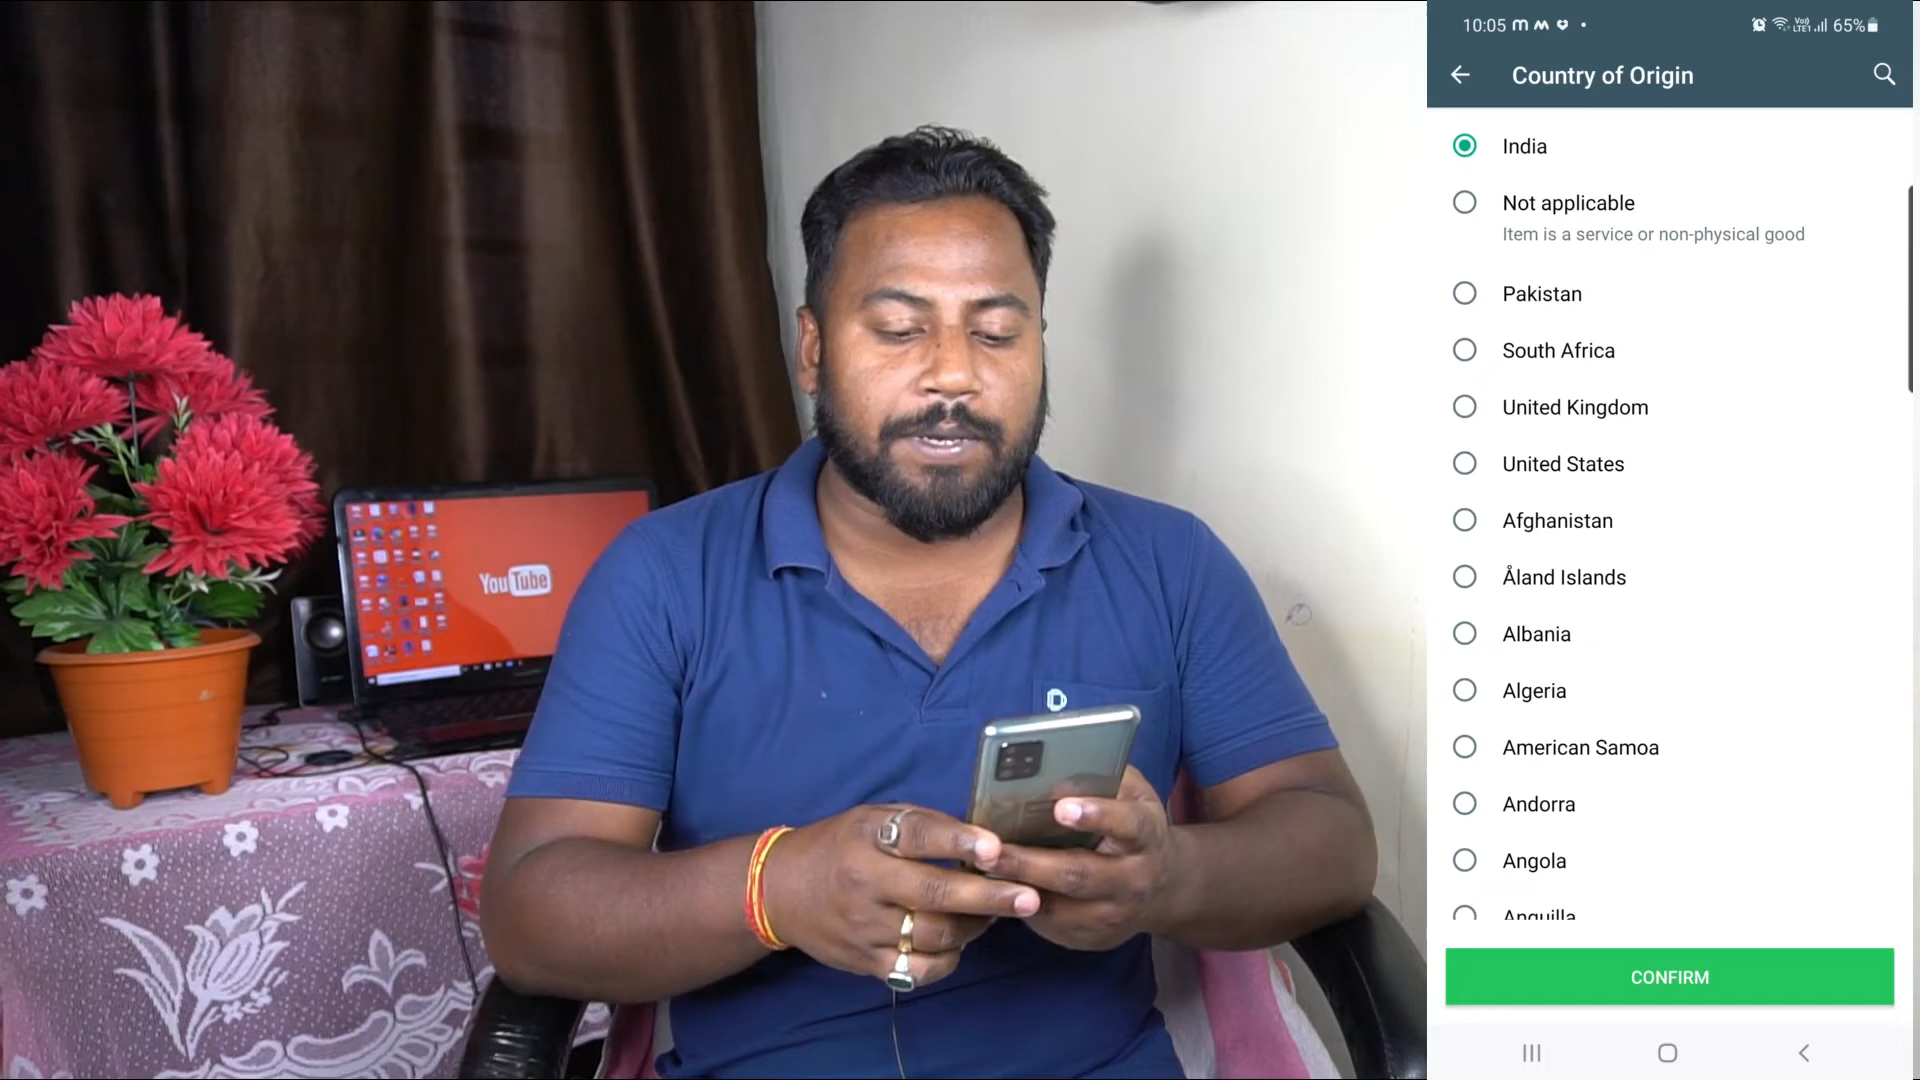 10:05
65%
Country of Origin
India
Not applicable
Item is a service or non-physical good
Pakistan
South Africa
United Kingdom
United States
Afghanistan
Åland Islands
Albania
Algeria
American Samoa
Andorra
Angola
Anguilla
CONFIRM
YouTube
D